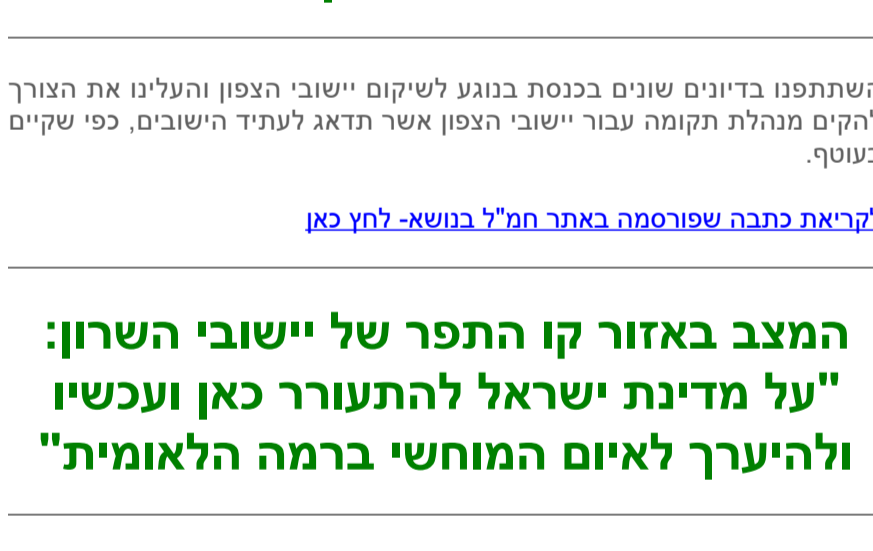 השתתפנו בדיונים שונים בכנסת בנוגע לשיקום יישובי הצפון והעלינו את הצורך
להקים מנהלת תקומה עבור יישובי הצפון אשר תדאג לעתיד הישובים, כפי שקיים
בעוטף.
לקריאת כתבה שפורסמה באתר חמ"ל בנושא- לחץ כאן
המצב באזור קו התפר של יישובי השרון:
"על מדינת ישראל להתעורר כאן ועכשיו
ולהיערך לאיום המוחשי ברמה הלאומית"